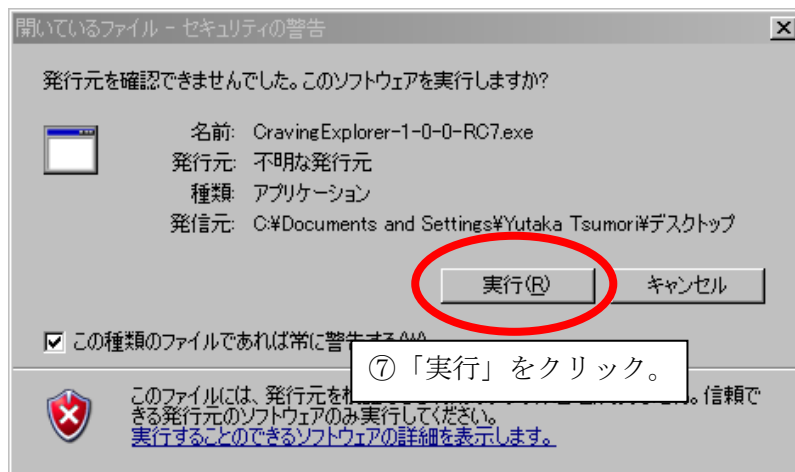 開いているファイル - セキュリティの警告
発行元を確認できませんでした。このソフトウェアを実行しますか?
名前: CravingExplorer-1-0-0-RC7.exe
発行元: 不明な発行元
種類: アプリケーション
発信元: C:¥Documents and Settings¥Yutaka Tsumori¥デスクトップ
実行(R) キャンセル
この種類のファイルであれば常に警告する(W)
⑦「実行」をクリック。
このファイルには、発行元を 。信頼で
きる発行元のソフトウェアのみ実行してください。
実行することのできるソフトウェアの詳細を表示します。